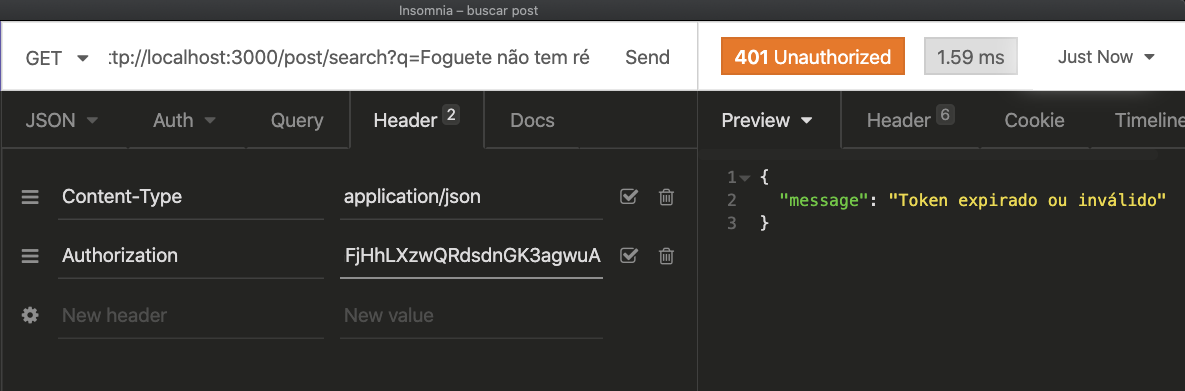 Insomnia – buscar post
GET :tp://localhost:3000/post/search?q=Foguete não tem ré Send
401 Unauthorized 1.59 ms Just Now
JSON Auth Query Header 2 Docs
Preview Header 6 Cookie Timeline
Content-Type application/json
Authorization FjHhLXzwQRdsdnGK3agwuA
New header New value
1 {
2 "message": "Token expirado ou inválido"
3 }